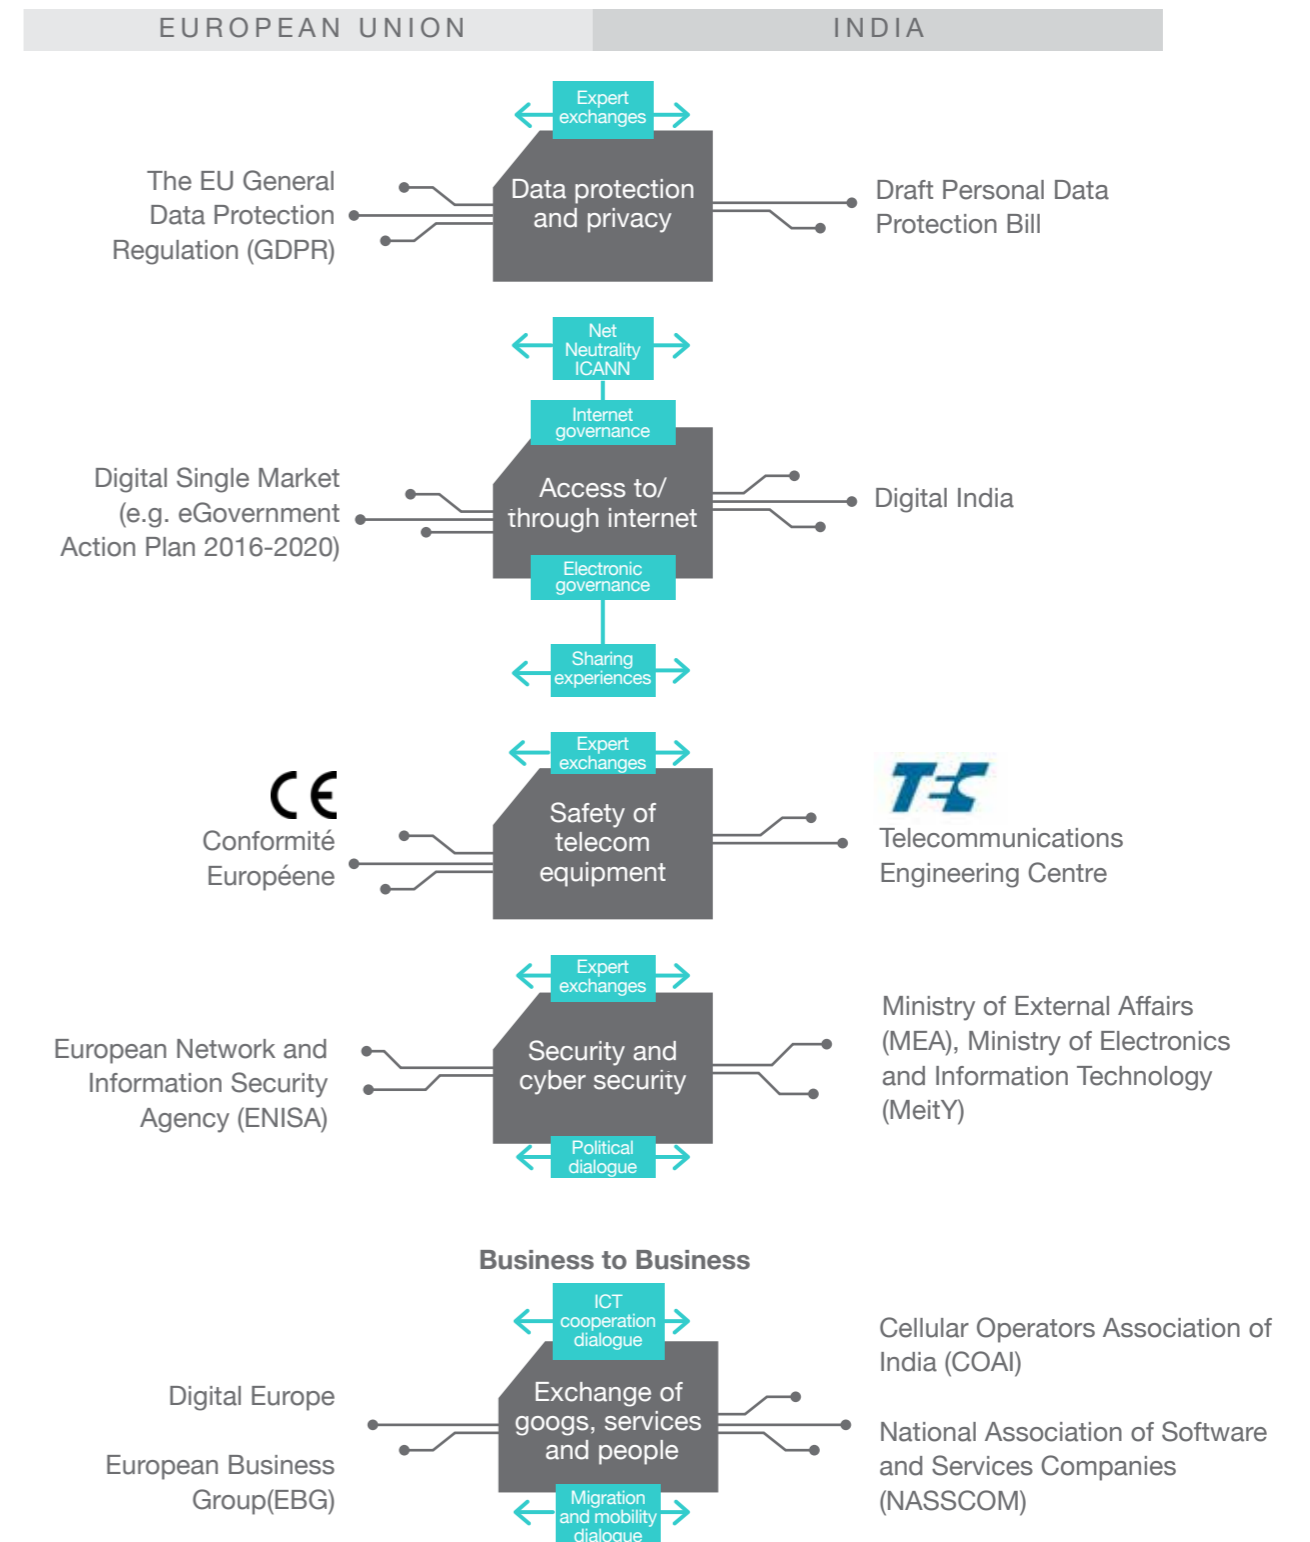 EUROPEAN UNION
INDIA
Expert
exchanges
The EU General
Data Protection
Regulation (GDPR)
Data protection
and privacy
Draft Personal Data
Protection Bill
Net
Neutrality
ICANN
Internet
governance
Digital Single Market
(e.g. eGovernment
Action Plan 2016-2020)
Access to/
through internet
Digital India
Electronic
governance
Sharing
experiences
Expert
exchanges
CE
Conformité
Européene
Safety of
telecom
equipment
TEC
Telecommunications
Engineering Centre
Expert
exchanges
European Network and
Information Security
Agency (ENISA)
Security and
cyber security
Ministry of External Affairs
(MEA), Ministry of Electronics
and Information Technology
(MeitY)
Political
dialogue
Business to Business
ICT
cooperation
dialogue
Digital Europe
European Business
Group(EBG)
Exchange of
googs, services
and people
Cellular Operators Association of
India (COAI)
National Association of Software
and Services Companies
(NASSCOM)
Migration
and mobility
dialogue